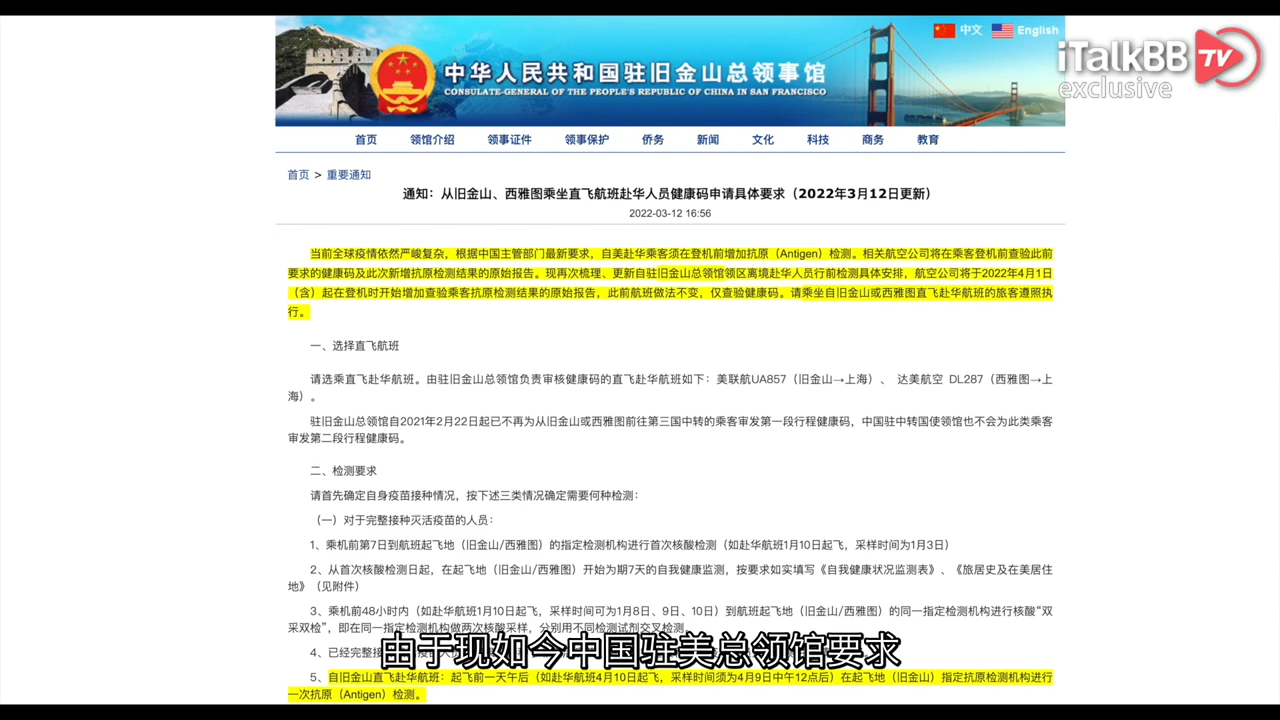 中文 English
iTalkBB TV
exclusive
中华人民共和国驻旧金山总领事馆
CONSULATE-GENERAL OF THE PEOPLE'S REPUBLIC OF CHINA IN SAN FRANCISCO
首页 领馆介绍 领事证件 领事保护 侨务 新闻 文化 科技 商务 教育
首页 > 重要通知
通知：从旧金山、西雅图乘坐直飞航班赴华人员健康码申请具体要求（2022年3月12日更新）
2022-03-12 16:56
当前全球疫情依然严峻复杂，根据中国主管部门最新要求，自美赴华乘客须在登机前增加抗原（Antigen）检测。相关航空公司将在乘客登机前查验此前
要求的健康码及此次新增抗原检测结果的原始报告。现再次梳理、更新自驻旧金山总领馆领区离境赴华人员行前检测具体安排，航空公司将于2022年4月1日
（含）起在登机时开始增加查验乘客抗原检测结果的原始报告，此前航班做法不变，仅查验健康码。请乘坐自旧金山或西雅图直飞赴华航班的旅客遵照执
行。
一、选择直飞航班
请选乘直飞赴华航班。由驻旧金山总领馆负责审核健康码的直飞赴华航班如下：美联航UA857（旧金山→上海）、 达美航空 DL287（西雅图→上
海）。
驻旧金山总领馆自2021年2月22日起已不再为从旧金山或西雅图前往第三国中转的乘客审发第一段行程健康码，中国驻中转国使领馆也不会为此类乘客
审发第二段行程健康码。
二、检测要求
请首先确定自身疫苗接种情况，按下述三类情况确定需要何种检测：
（一）对于完整接种灭活疫苗的人员：
1、乘机前第7日到航班起飞地（旧金山/西雅图）的指定检测机构进行首次核酸检测（如赴华航班1月10日起飞，采样时间为1月3日）
2、从首次核酸检测日起，在起飞地（旧金山/西雅图）开始为期7天的自我健康监测，按要求如实填写《自我健康状况监测表》、《旅居史及在美居住
地》（见附件）
3、乘机前48小时内（如赴华航班1月10日起飞，采样时间可为1月8日、9日、10日）到航班起飞地（旧金山/西雅图）的同一指定检测机构进行核酸“双
采双检”，即在同一指定检测机构做两次核酸采样，分别用不同检测试剂交叉检测。
4、已经完整接
由于现如今中国驻美总领馆要求
5、自旧金山直飞赴华航班：起飞前一天午后（如赴华航班4月10日起飞，采样时间须为4月9日中午12点后）在起飞地（旧金山）指定抗原检测机构进行
一次抗原（Antigen）检测。